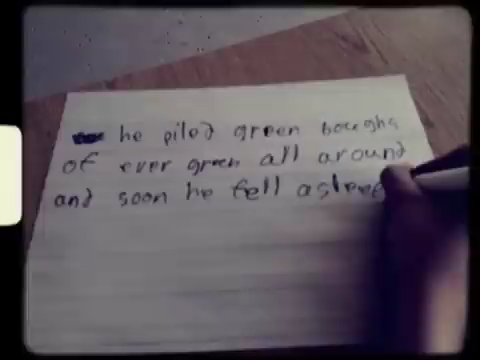 he piled green boughs
of ever green all around
and soon he fell asleep